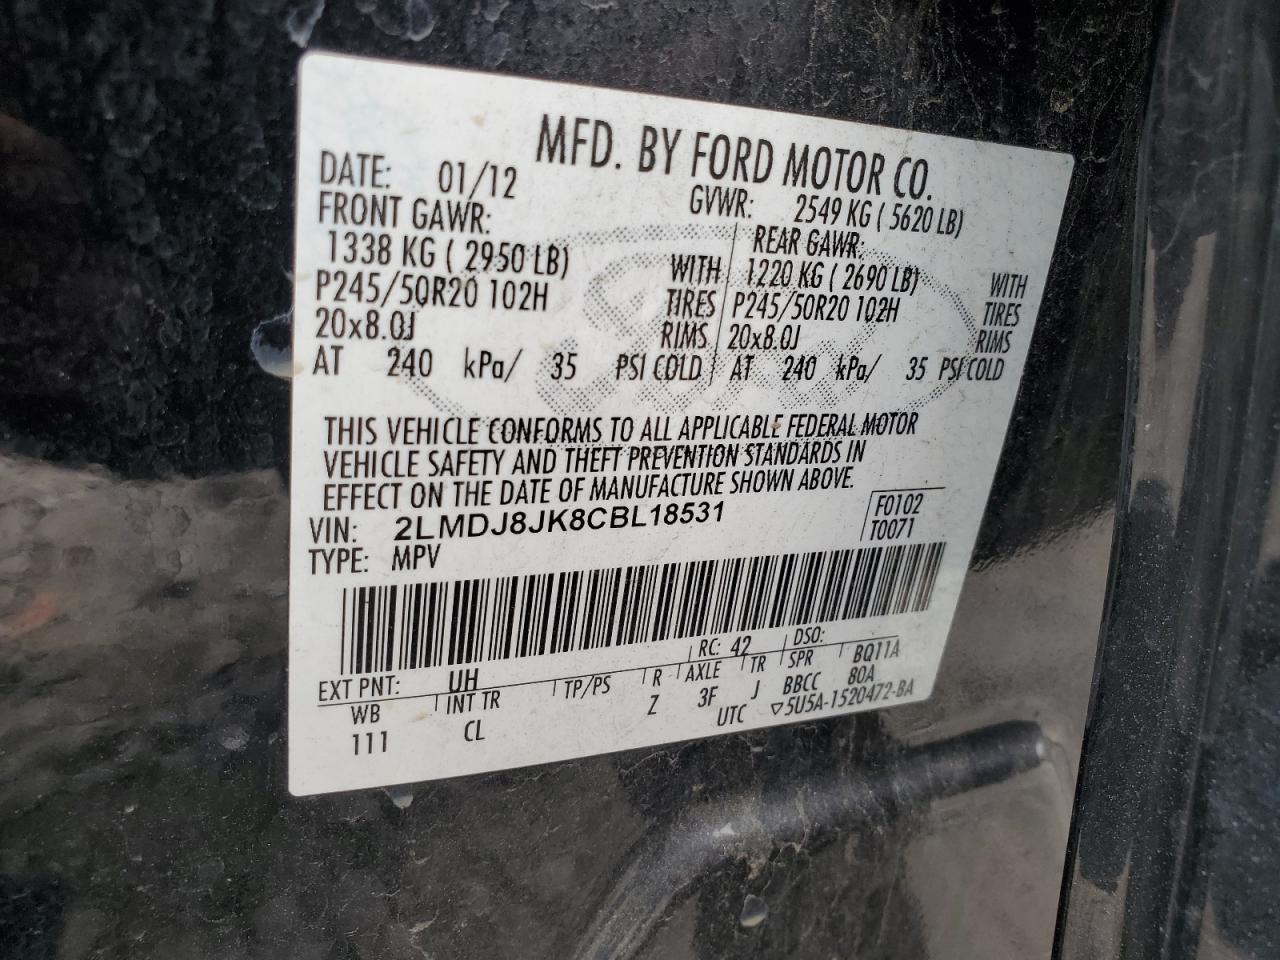 MFD. BY FORD MOTOR CO.
DATE: 01/12 GVWR: 2549 KG ( 5620 LB)
FRONT GAWR: REAR GAWR:
1338 KG ( 2950 LB) WITH 1220 KG ( 2690 LB) WITH
P245/50R20 102H TIRES P245/50R20 102H TIRES
20x8.0J RIMS 20x8.0J RIMS
AT 240 kPa/ 35 PSI COLD AT 240 kPa/ 35 PSI COLD
THIS VEHICLE CONFORMS TO ALL APPLICABLE FEDERAL MOTOR
VEHICLE SAFETY AND THEFT PREVENTION STANDARDS IN
EFFECT ON THE DATE OF MANUFACTURE SHOWN ABOVE.
VIN: 2LMDJ8JK8CBL18531 F0102
TYPE: MPV T0071
EXT PNT: UH RC: 42 DSO:
WB INT TR TP/PS R AXLE TR SPR BQ11A
111 CL Z 3F J BBCC 80A
UTC ▽5U5A-1520472-BA